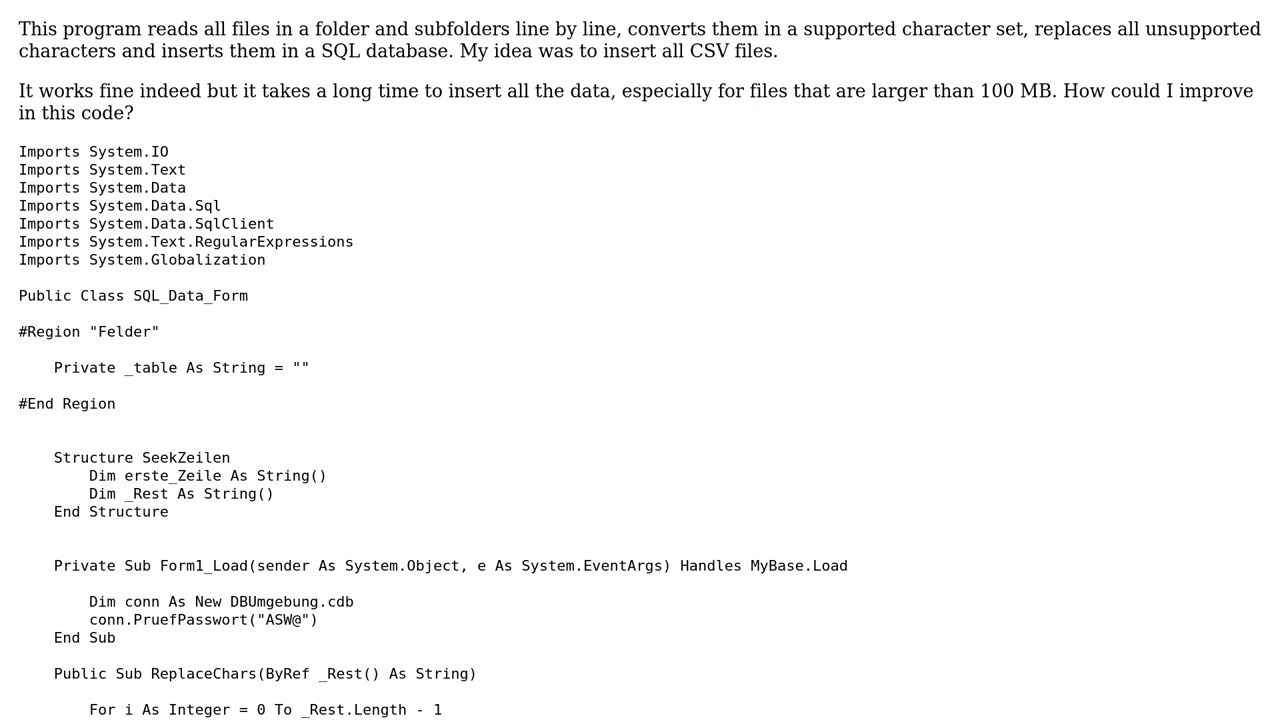 This program reads all files in a folder and subfolders line by line, converts them in a supported character set, replaces all unsupported
characters and inserts them in a SQL database. My idea was to insert all CSV files.
It works fine indeed but it takes a long time to insert all the data, especially for files that are larger than 100 MB. How could I improve
in this code?
Imports System.IO
Imports System.Text
Imports System.Data
Imports System.Data.Sql
Imports System.Data.SqlClient
Imports System.Text.RegularExpressions
Imports System.Globalization
Public Class SQL_Data_Form
#Region "Felder"
    Private _table As String = ""
#End Region
    Structure SeekZeilen
        Dim erste_Zeile As String()
        Dim _Rest As String()
    End Structure
    Private Sub Form1_Load(sender As System.Object, e As System.EventArgs) Handles MyBase.Load
        Dim conn As New DBUmgebung.cdb
        conn.PruefPasswort("ASW@")
    End Sub
    Public Sub ReplaceChars(ByRef _Rest() As String)
        For i As Integer = 0 To _Rest.Length - 1